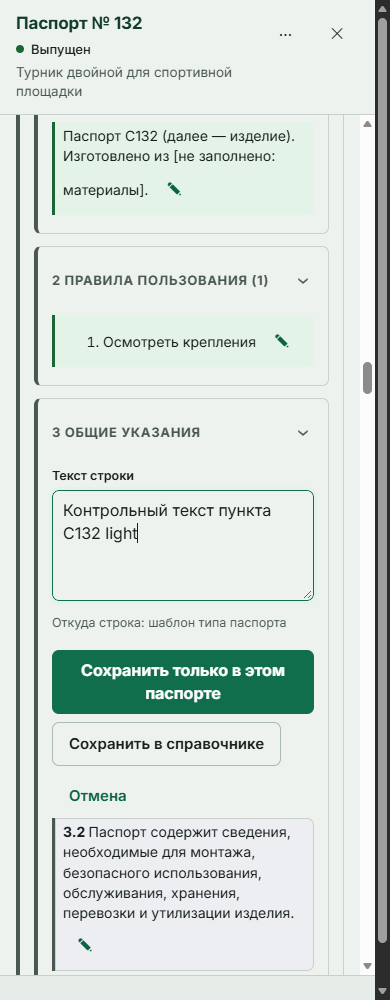 Паспорт № 132
Выпущен
Турник двойной для спортивной
площадки
Паспорт С132 (далее — изделие).
Изготовлено из [не заполнено:
материалы].
2 ПРАВИЛА ПОЛЬЗОВАНИЯ (1)
1. Осмотреть крепления
3 ОБЩИЕ УКАЗАНИЯ
Текст строки
Контрольный текст пункта
С132 light
Откуда строка: шаблон типа паспорта
Сохранить только в этом
паспорте
Сохранить в справочнике
Отмена
3.2 Паспорт содержит сведения,
необходимые для монтажа,
безопасного использования,
обслуживания, хранения,
перевозки и утилизации изделия.